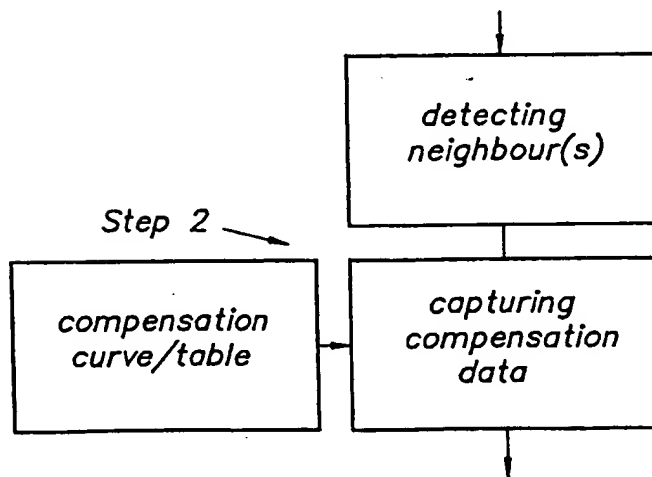 detecting
neighbour(s)
Step 2
compensation
curve/table
capturing
compensation
data